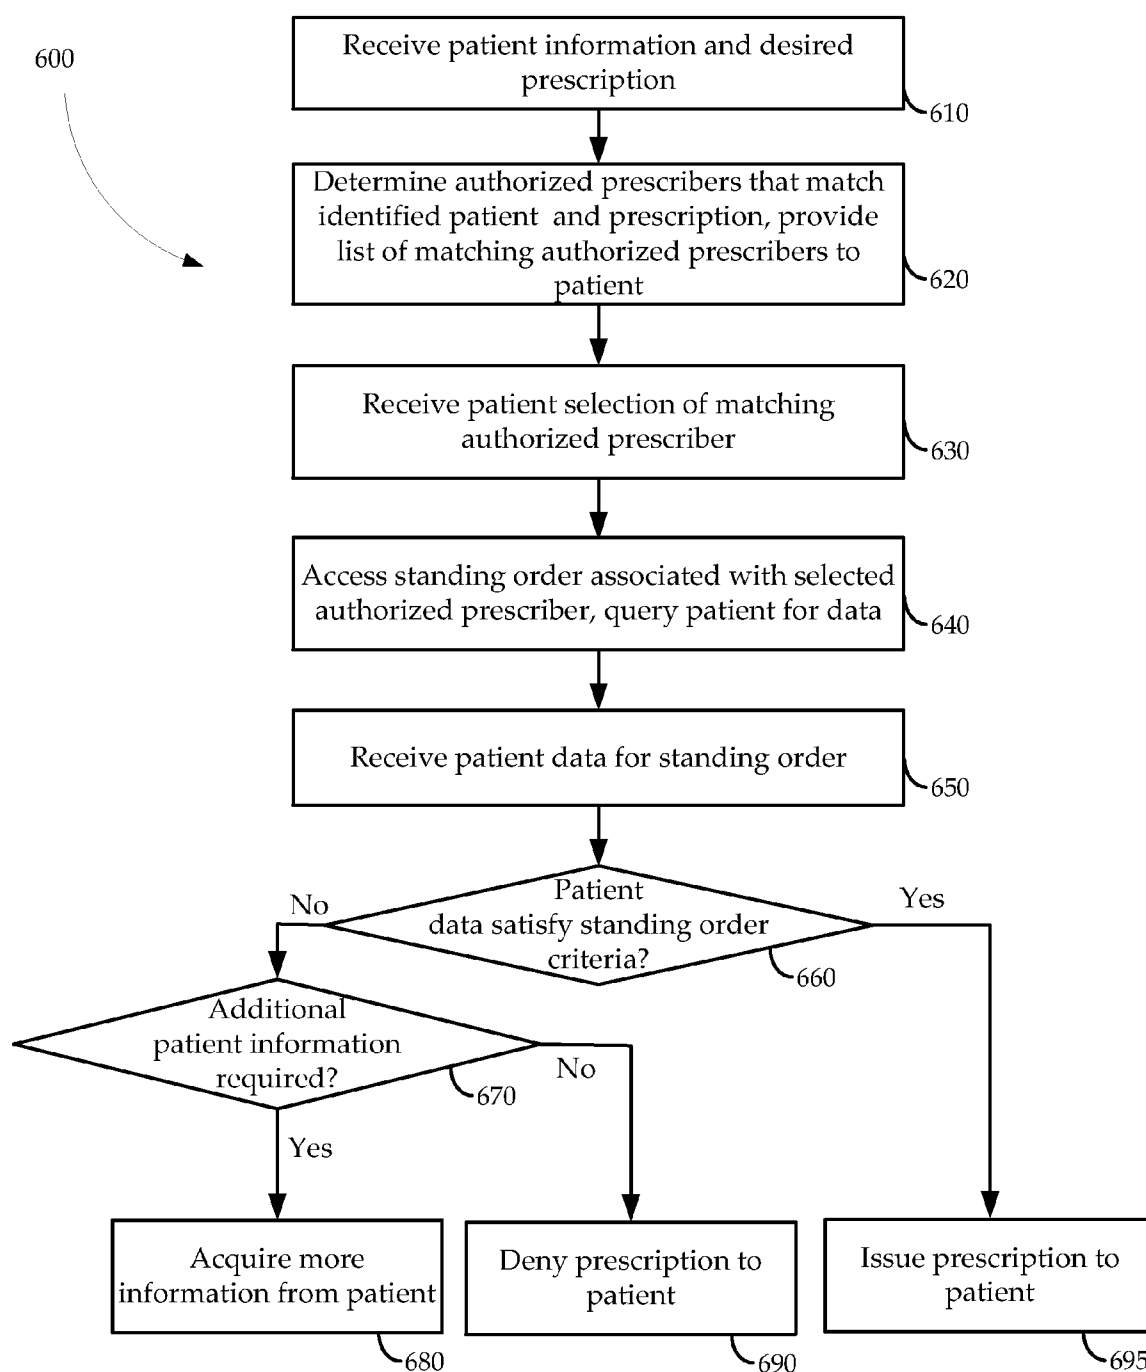 600
Receive patient information and desired
prescription
610
Determine authorized prescribers that match
identified patient and prescription, provide
list of matching authorized prescribers to
patient
620
Receive patient selection of matching
authorized prescriber
630
Access standing order associated with selected
authorized prescriber, query patient for data
640
Receive patient data for standing order
650
Patient
data satisfy standing order
criteria?
No
Yes
660
Additional
patient information
required?
670
No
Yes
Acquire more
information from patient
680
Deny prescription to
patient
690
Issue prescription to
patient
695